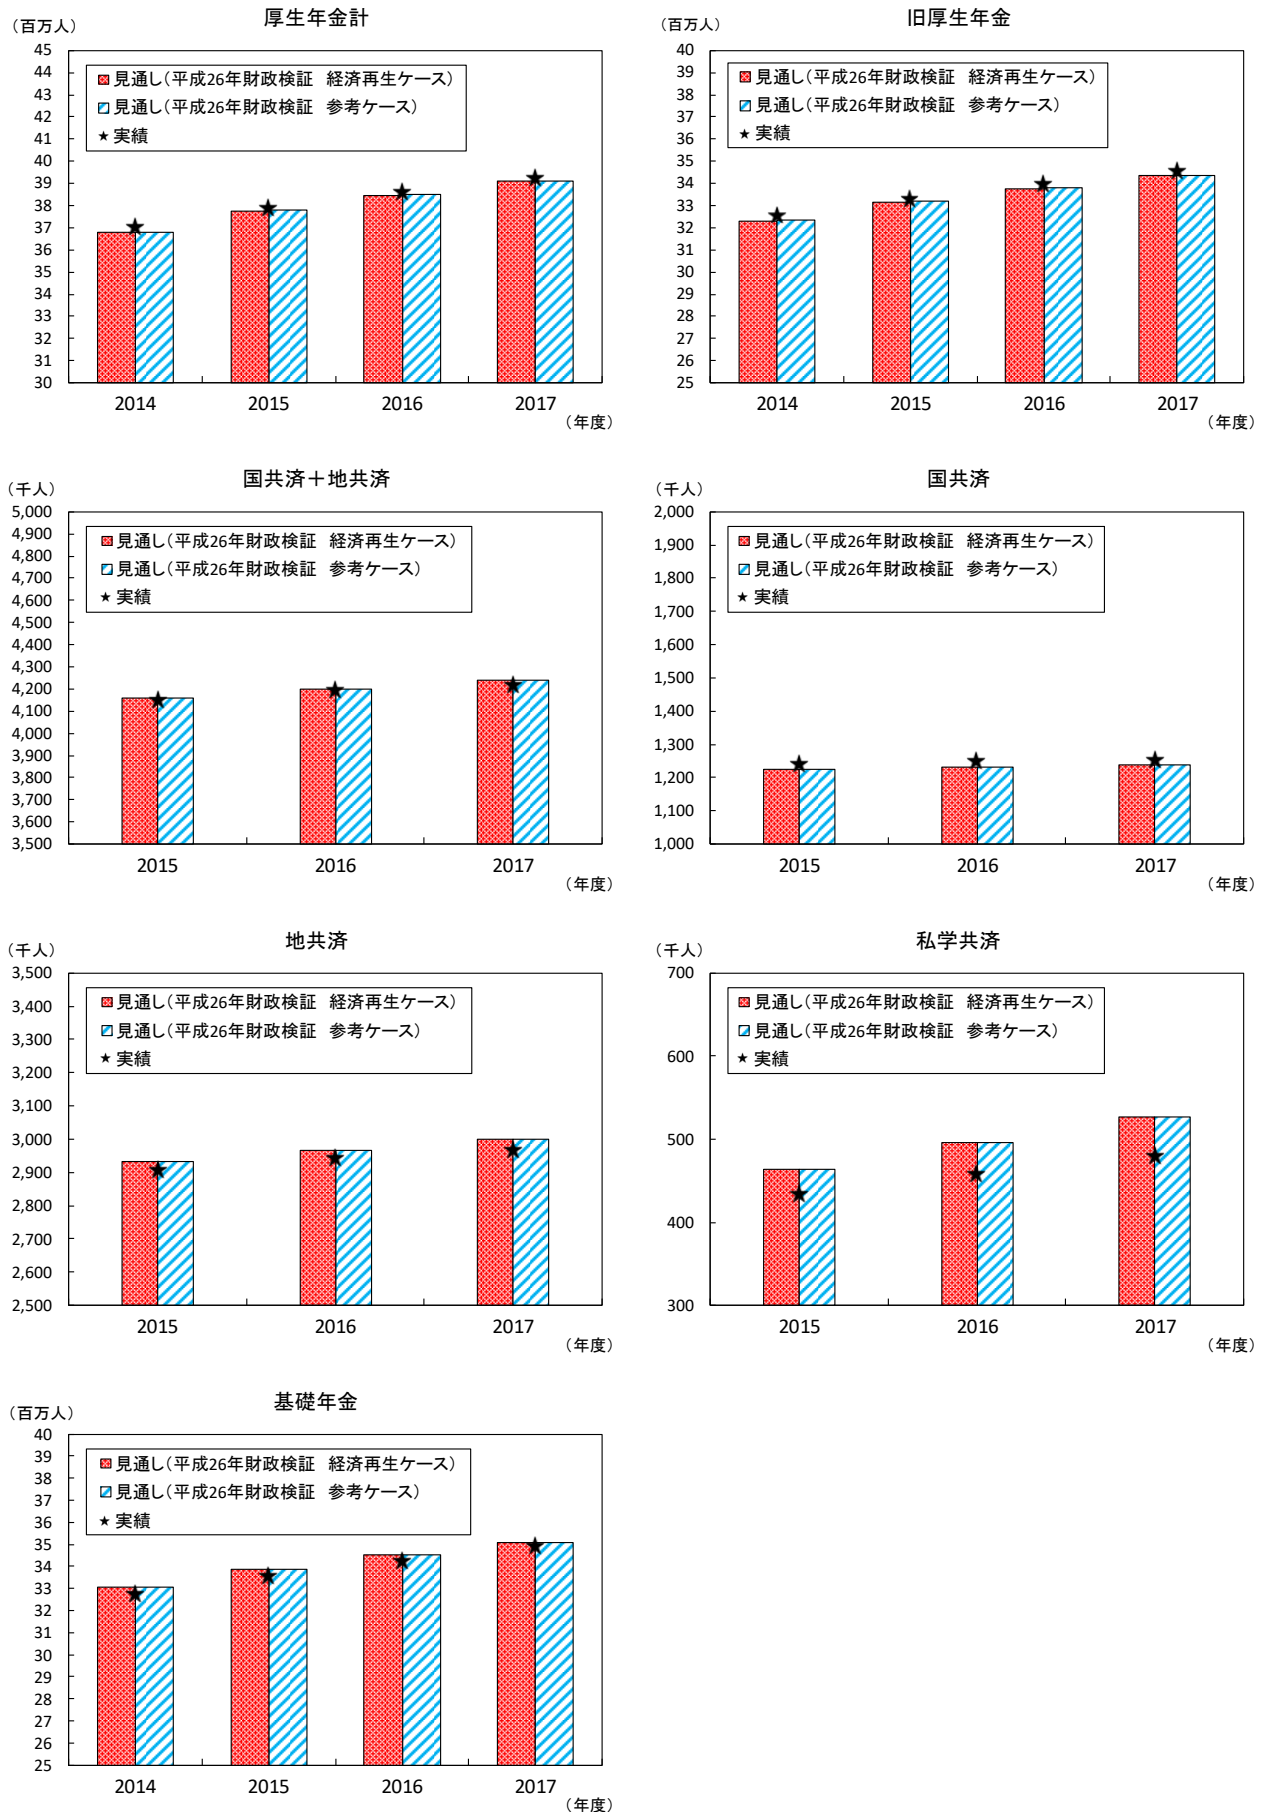 厚生年金計
（百万人）
45
44
43
42
41
40
39
38
37
36
35
34
33
32
31
30
見通し（平成26年財政検証　経済再生ケース）
見通し（平成26年財政検証　参考ケース）
★ 実績
2014 2015 2016 2017
（年度）
旧厚生年金
（百万人）
40
39
38
37
36
35
34
33
32
31
30
29
28
27
26
25
見通し（平成26年財政検証　経済再生ケース）
見通し（平成26年財政検証　参考ケース）
★ 実績
2014 2015 2016 2017
（年度）
国共済＋地共済
（千人）
5,000
4,900
4,800
4,700
4,600
4,500
4,400
4,300
4,200
4,100
4,000
3,900
3,800
3,700
3,600
3,500
見通し（平成26年財政検証　経済再生ケース）
見通し（平成26年財政検証　参考ケース）
★ 実績
2015 2016 2017
（年度）
国共済
（千人）
2,000
1,900
1,800
1,700
1,600
1,500
1,400
1,300
1,200
1,100
1,000
見通し（平成26年財政検証　経済再生ケース）
見通し（平成26年財政検証　参考ケース）
★ 実績
2015 2016 2017
（年度）
地共済
（千人）
3,500
3,400
3,300
3,200
3,100
3,000
2,900
2,800
2,700
2,600
2,500
見通し（平成26年財政検証　経済再生ケース）
見通し（平成26年財政検証　参考ケース）
★ 実績
2015 2016 2017
（年度）
私学共済
（千人）
700
600
500
400
300
見通し（平成26年財政検証　経済再生ケース）
見通し（平成26年財政検証　参考ケース）
★ 実績
2015 2016 2017
（年度）
基礎年金
（百万人）
40
39
38
37
36
35
34
33
32
31
30
29
28
27
26
25
見通し（平成26年財政検証　経済再生ケース）
見通し（平成26年財政検証　参考ケース）
★ 実績
2014 2015 2016 2017
（年度）